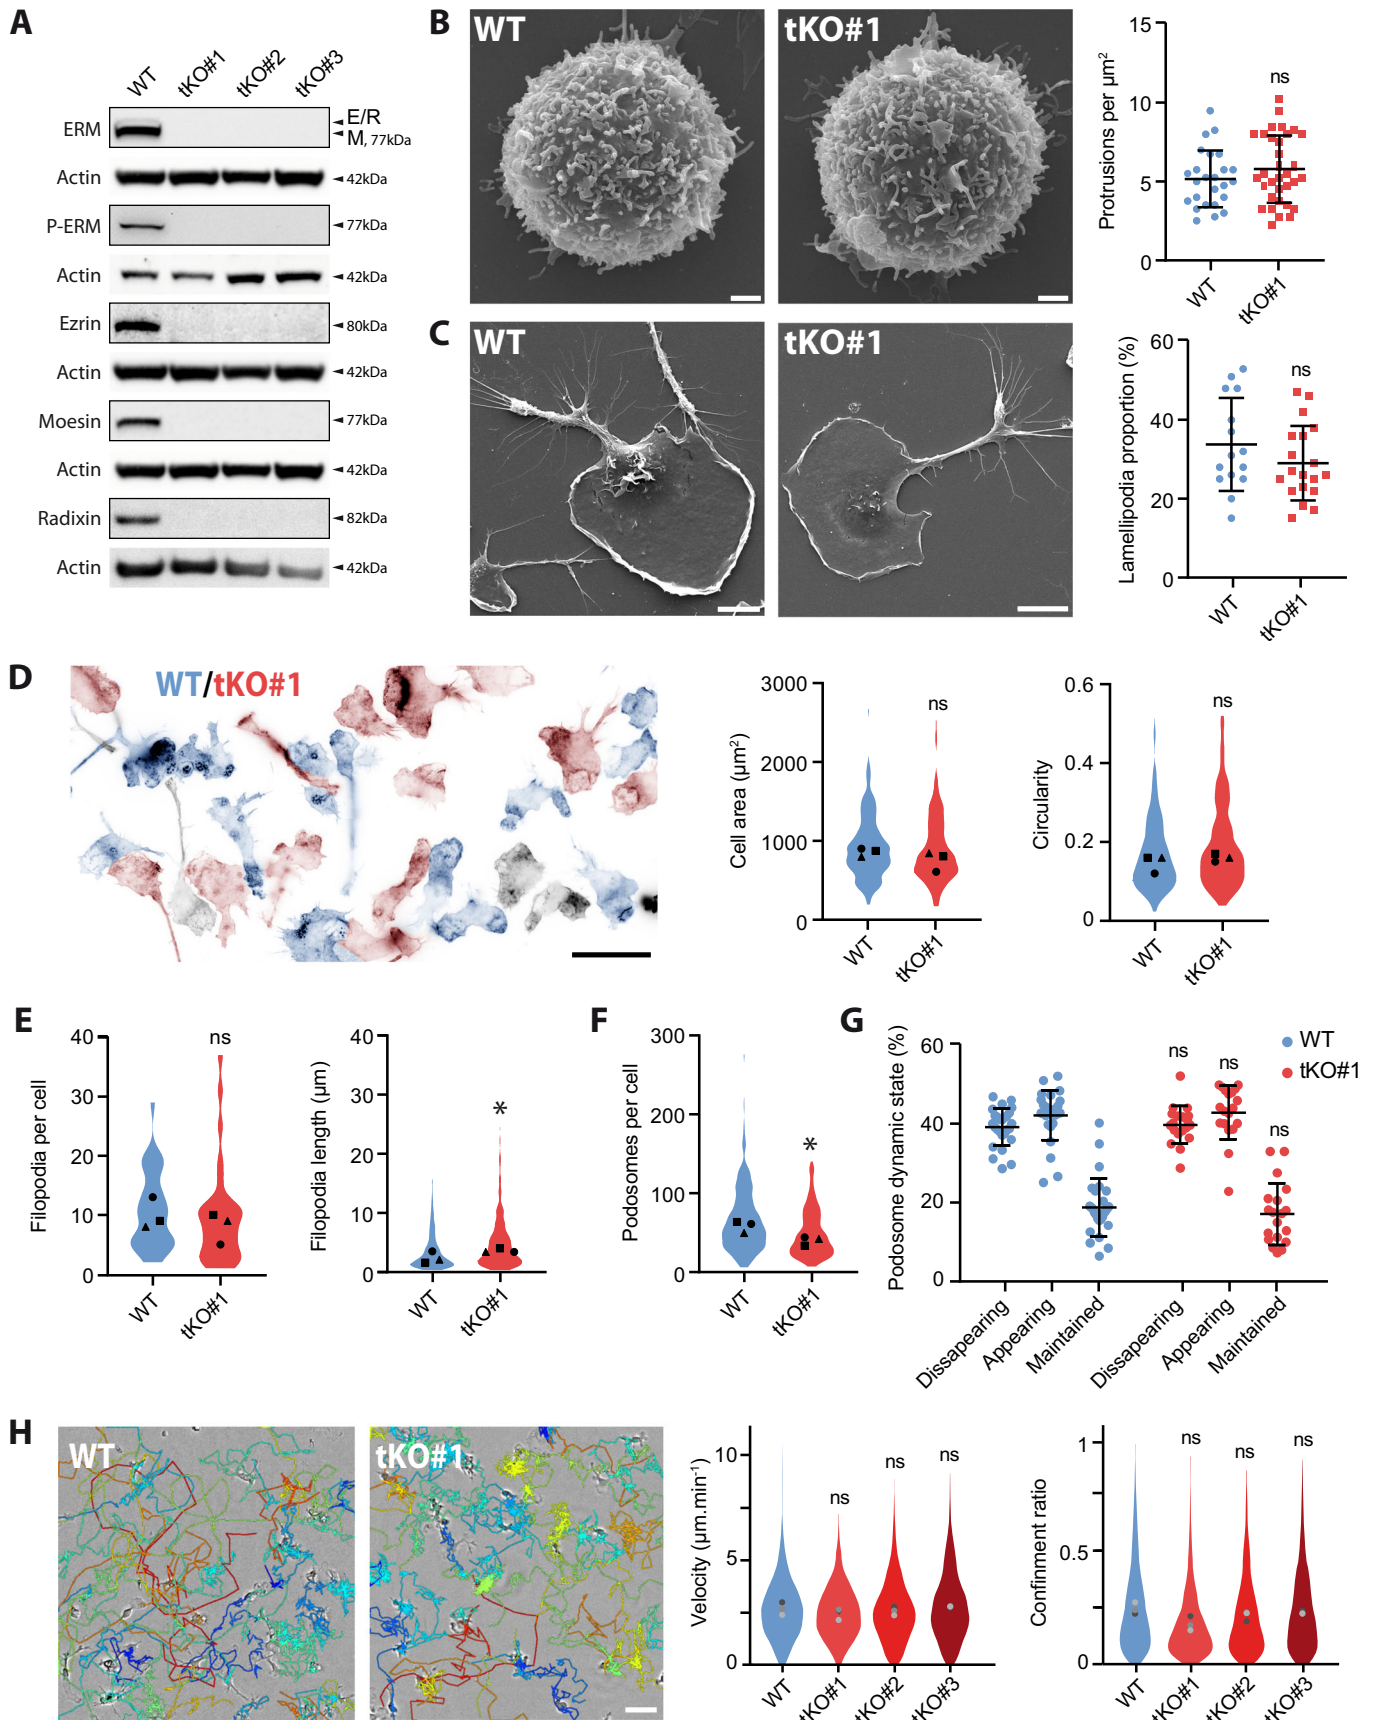 A
WT
tKO#1
tKO#2
tKO#3
ERM
E/R
M, 77kDa
Actin
42kDa
P-ERM
77kDa
Actin
42kDa
Ezrin
80kDa
Actin
42kDa
Moesin
77kDa
Actin
42kDa
Radixin
82kDa
Actin
42kDa
B
WT
tKO#1
Protrusions per µm²
15
10
5
0
ns
WT
tKO#1
C
WT
tKO#1
Lamellipodia proportion (%)
60
40
20
0
ns
WT
tKO#1
D
WT/tKO#1
Cell area (µm²)
3000
2000
1000
0
ns
WT
tKO#1
Circularity
0.6
0.4
0.2
0
ns
WT
tKO#1
E
Filopodia per cell
40
30
20
10
0
ns
WT
tKO#1
Filopodia length (µm)
40
30
20
10
0
*
WT
tKO#1
F
Podosomes per cell
300
200
100
0
*
WT
tKO#1
G
Podosome dynamic state (%)
60
40
20
0
ns
ns
ns
WT
tKO#1
Dissapearing
Appearing
Maintained
Dissapearing
Appearing
Maintained
H
WT
tKO#1
Velocity (µm.min⁻¹)
10
5
0
ns
ns
ns
WT
tKO#1
tKO#2
tKO#3
Confinment ratio
1
0.5
0
ns
ns
ns
WT
tKO#1
tKO#2
tKO#3